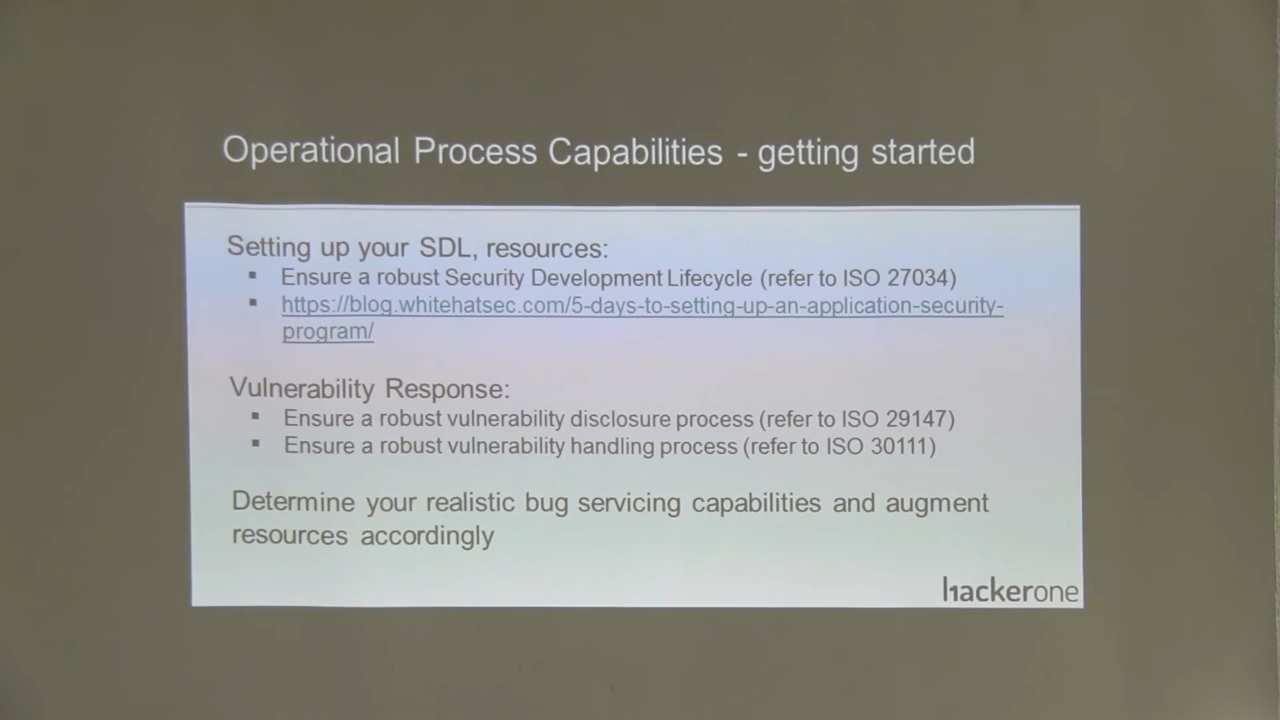 Operational Process Capabilities - getting started
Setting up your SDL, resources:
▪ Ensure a robust Security Development Lifecycle (refer to ISO 27034)
▪ https://blog.whitehatsec.com/5-days-to-setting-up-an-application-security-
program/
Vulnerability Response:
▪ Ensure a robust vulnerability disclosure process (refer to ISO 29147)
▪ Ensure a robust vulnerability handling process (refer to ISO 30111)
Determine your realistic bug servicing capabilities and augment
resources accordingly
hackerone